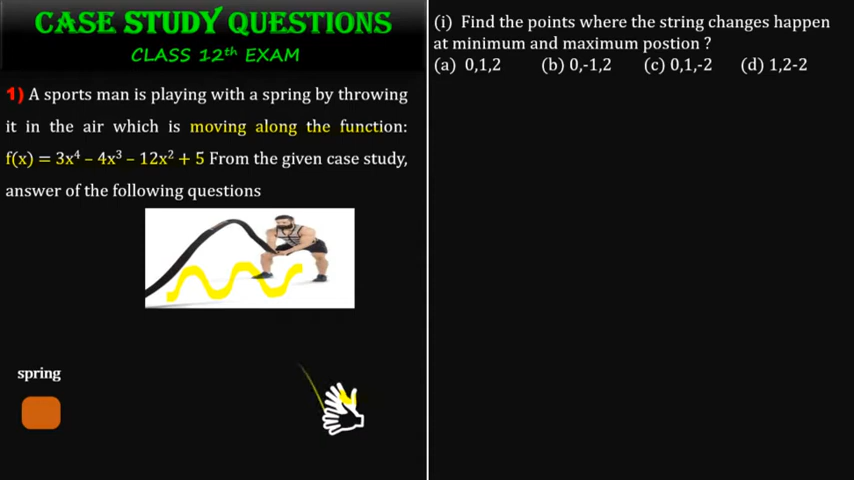 CASE STUDY QUESTIONS
CLASS 12th EXAM
1) A sports man is playing with a spring by throwing
it in the air which is moving along the function:
f(x) = 3x⁴ – 4x³ – 12x² + 5 From the given case study,
answer of the following questions
spring
(i) Find the points where the string changes happen
at minimum and maximum postion ?
(a) 0,1,2 (b) 0,-1,2 (c) 0,1,-2 (d) 1,2-2